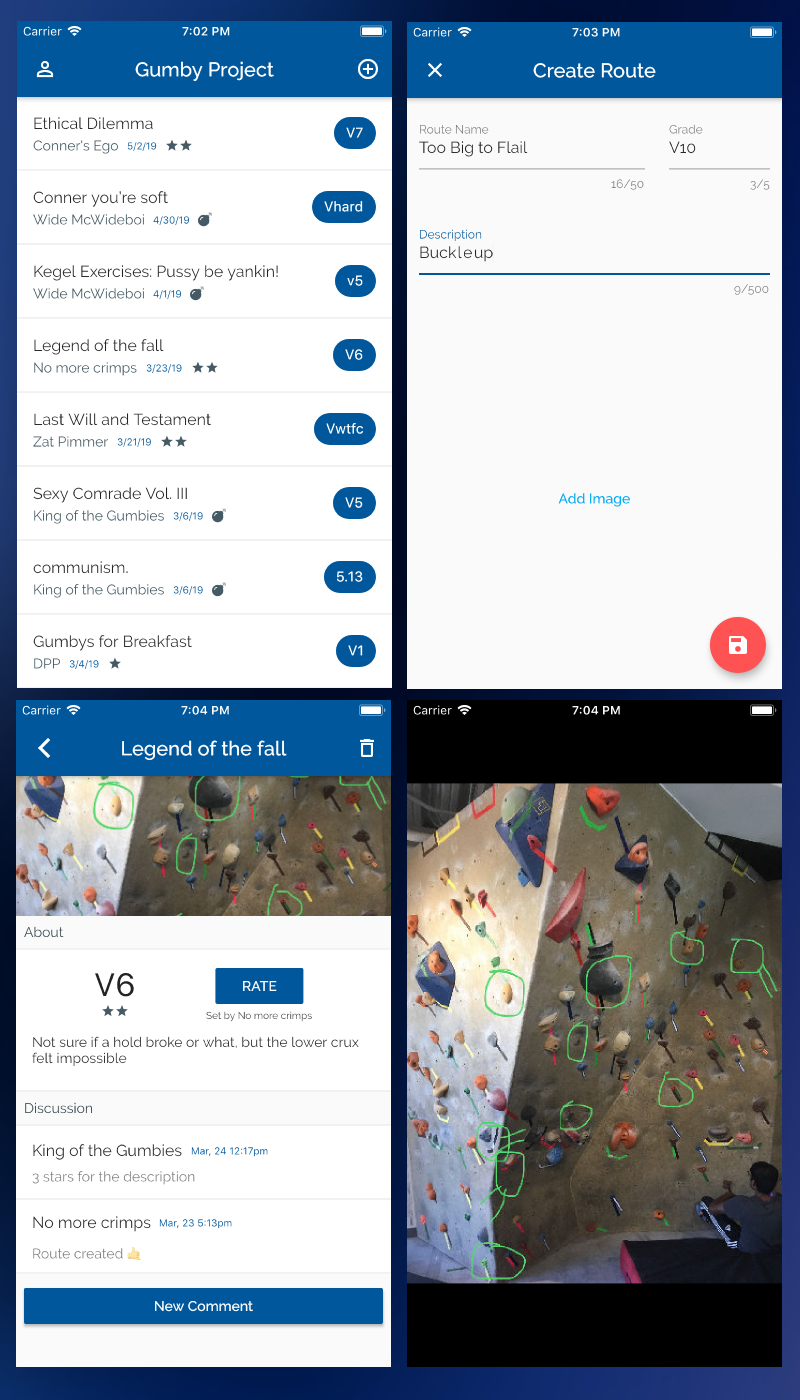 Carrier 7:02 PM
Gumby Project
Ethical Dilemma
Conner's Ego 5/2/19
V7
Conner you're soft
Wide McWideboi 4/30/19
Vhard
Kegel Exercises: Pussy be yankin!
Wide McWideboi 4/1/19
v5
Legend of the fall
No more crimps 3/23/19
V6
Last Will and Testament
Zat Pimmer 3/21/19
Vwtfc
Sexy Comrade Vol. III
King of the Gumbies 3/6/19
V5
communism.
King of the Gumbies 3/6/19
5.13
Gumbys for Breakfast
DPP 3/4/19
V1
Carrier 7:03 PM
Create Route
Route Name Grade
Too Big to Flail V10
16/50 3/5
Description
Buckleup
9/500
Add Image
Carrier 7:04 PM
Legend of the fall
About
V6
RATE
Set by No more crimps
Not sure if a hold broke or what, but the lower crux
felt impossible
Discussion
King of the Gumbies Mar, 24 12:17pm
3 stars for the description
No more crimps Mar, 23 5:13pm
Route created 🤙
New Comment
Carrier 7:04 PM